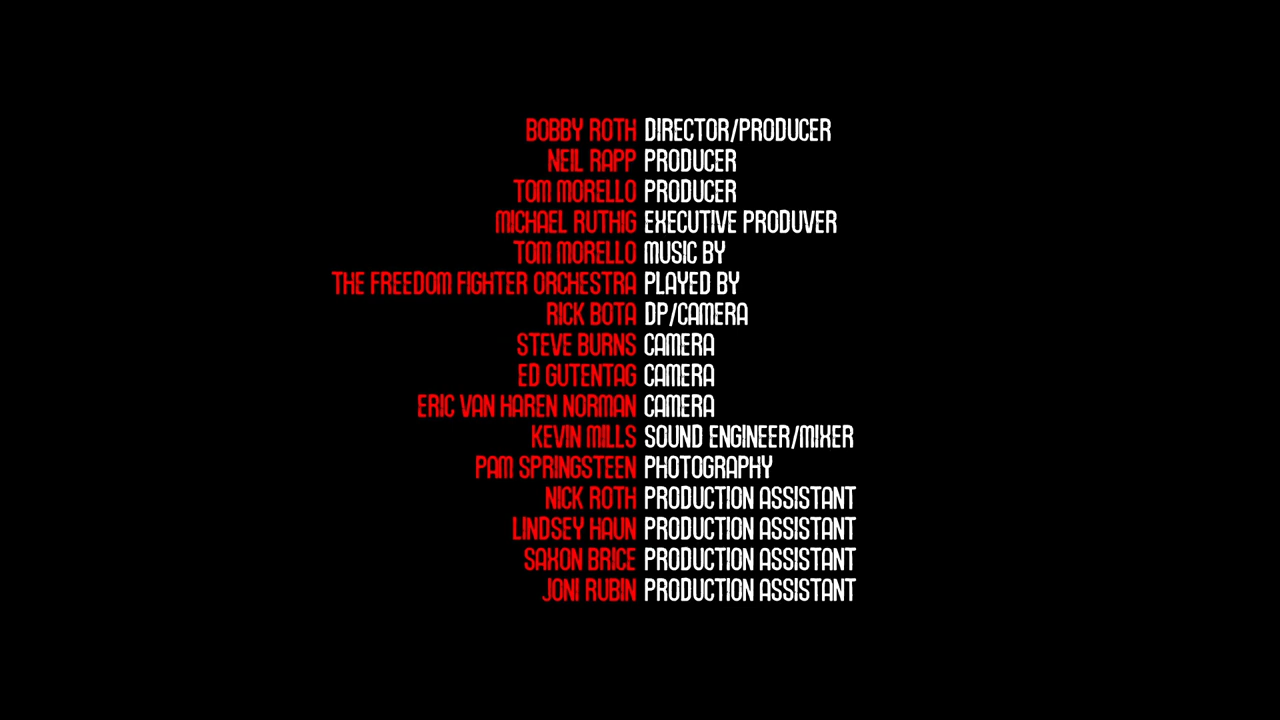 BOBBY ROTH DIRECTOR/PRODUCER
NEIL RAPP PRODUCER
TOM MORELLO PRODUCER
MICHAEL RUTHIG EXECUTIVE PRODUVER
TOM MORELLO MUSIC BY
THE FREEDOM FIGHTER ORCHESTRA PLAYED BY
RICK BOTA DP/CAMERA
STEVE BURNS CAMERA
ED GUTENTAG CAMERA
ERIC VAN HAREN NORMAN CAMERA
KEVIN MILLS SOUND ENGINEER/MIXER
PAM SPRINGSTEEN PHOTOGRAPHY
NICK ROTH PRODUCTION ASSISTANT
LINDSEY HAUN PRODUCTION ASSISTANT
SAXON BRICE PRODUCTION ASSISTANT
JONI RUBIN PRODUCTION ASSISTANT